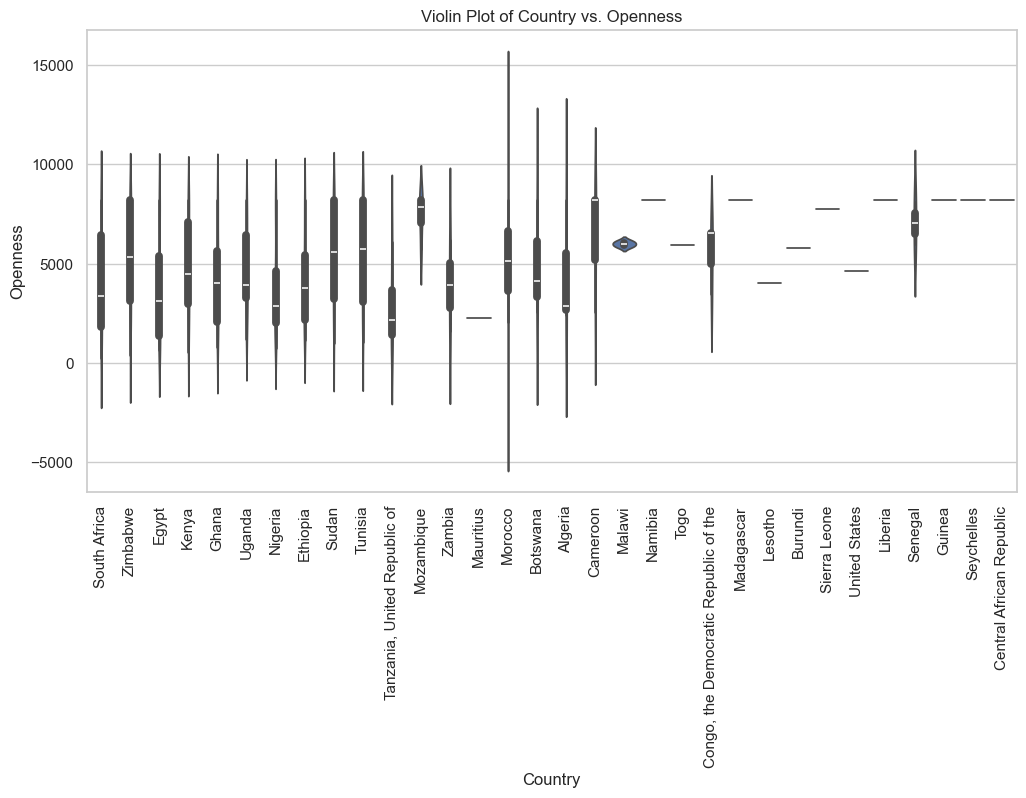 Violin Plot of Country vs. Openness
Openness
15000
10000
5000
0
−5000
South Africa
Zimbabwe
Egypt
Kenya
Ghana
Uganda
Nigeria
Ethiopia
Sudan
Tunisia
Tanzania, United Republic of
Mozambique
Zambia
Mauritius
Morocco
Botswana
Algeria
Cameroon
Malawi
Namibia
Togo
Congo, the Democratic Republic of the
Madagascar
Lesotho
Burundi
Sierra Leone
United States
Liberia
Senegal
Guinea
Seychelles
Central African Republic
Country